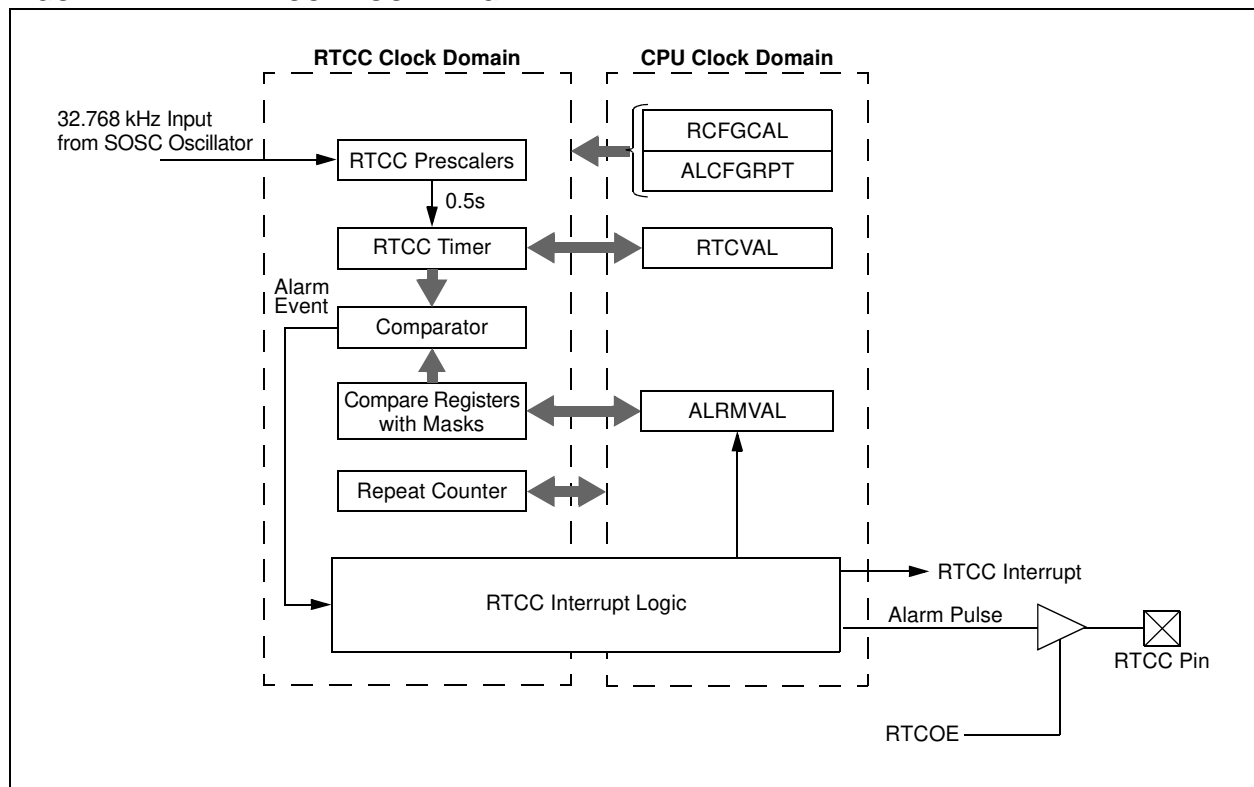 RTCC Clock Domain
CPU Clock Domain
32.768 kHz Input
from SOSC Oscillator
RCFGCAL
ALCFGRPT
RTCC Prescalers
0.5s
RTCC Timer
RTCVAL
Alarm
Event
Comparator
Compare Registers
with Masks
ALRMVAL
Repeat Counter
RTCC Interrupt Logic
RTCC Interrupt
Alarm Pulse
RTCC Pin
RTCOE